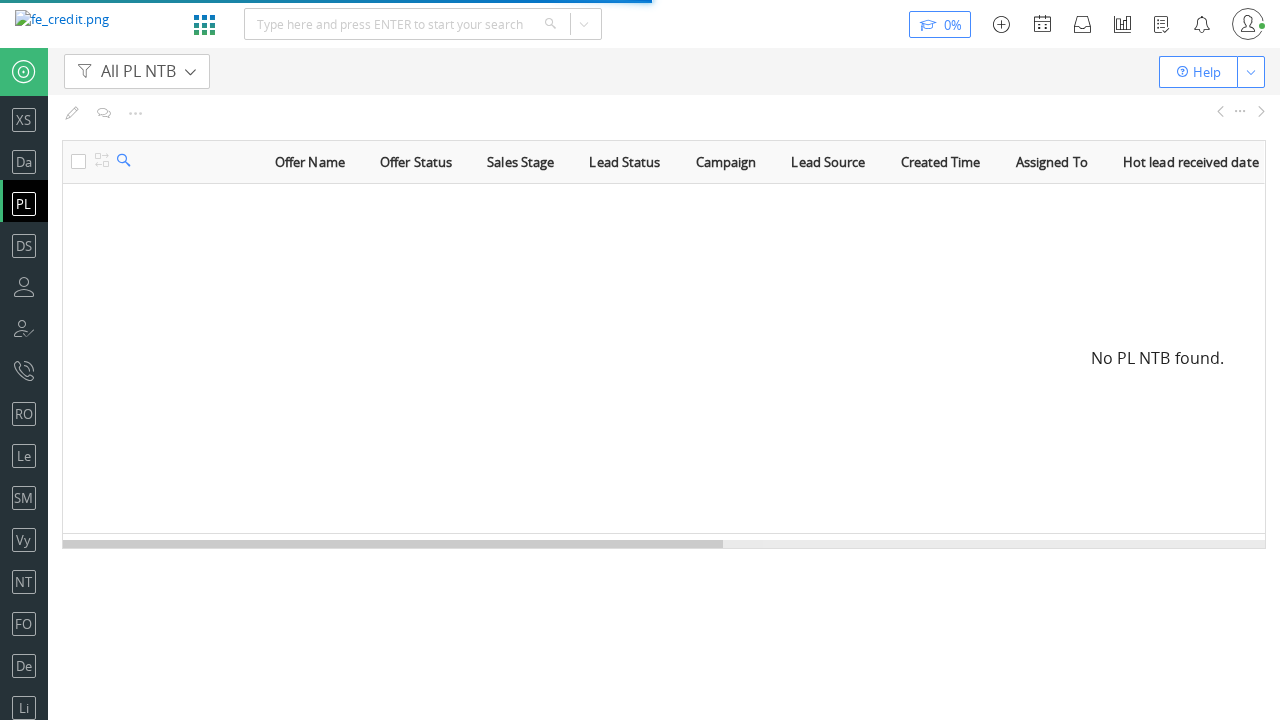 fe_credit.png
Type here and press ENTER to start your search
0%
All PL NTB
Help
XS
Da
PL
DS
RO
Le
SM
Vy
NT
FO
De
Li
Offer Name Offer Status Sales Stage Lead Status Campaign Lead Source Created Time Assigned To Hot lead received date
No PL NTB found.